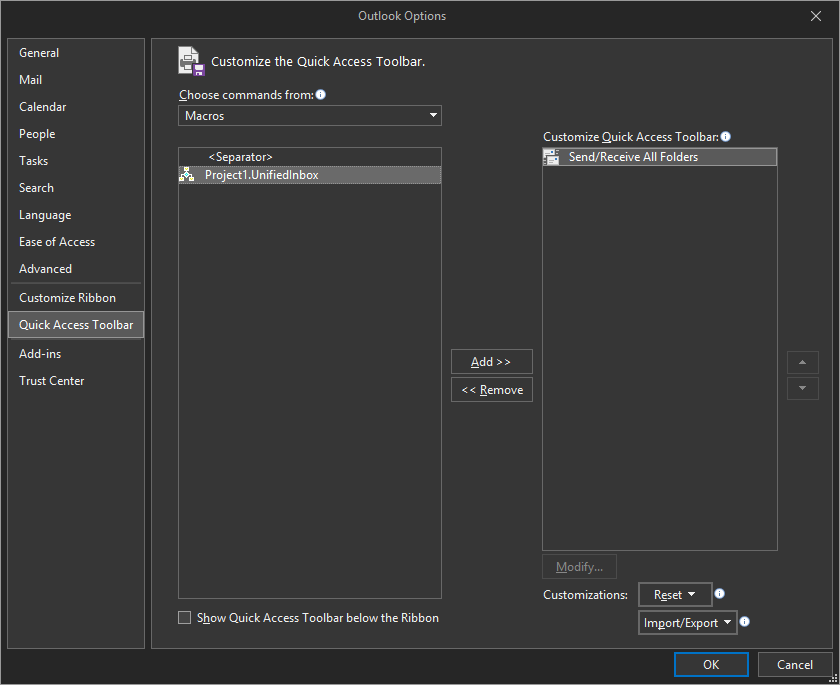 Outlook Options
General
Mail
Calendar
People
Tasks
Search
Language
Ease of Access
Advanced
Customize Ribbon
Quick Access Toolbar
Add-ins
Trust Center
Customize the Quick Access Toolbar.
Choose commands from:
Macros
<Separator>
Project1.UnifiedInbox
Add >>
<< Remove
Customize Quick Access Toolbar:
Send/Receive All Folders
Modify...
Customizations:
Reset
Import/Export
Show Quick Access Toolbar below the Ribbon
OK
Cancel